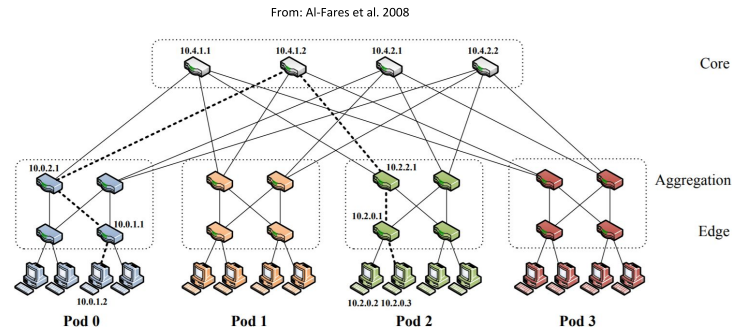 From: Al-Fares et al. 2008
10.4.1.1 10.4.1.2 10.4.2.1 10.4.2.2
Core
10.0.2.1
10.2.2.1
Aggregation
10.0.1.1
10.2.0.1
Edge
10.0.1.2
10.2.0.2 10.2.0.3
Pod 0 Pod 1 Pod 2 Pod 3